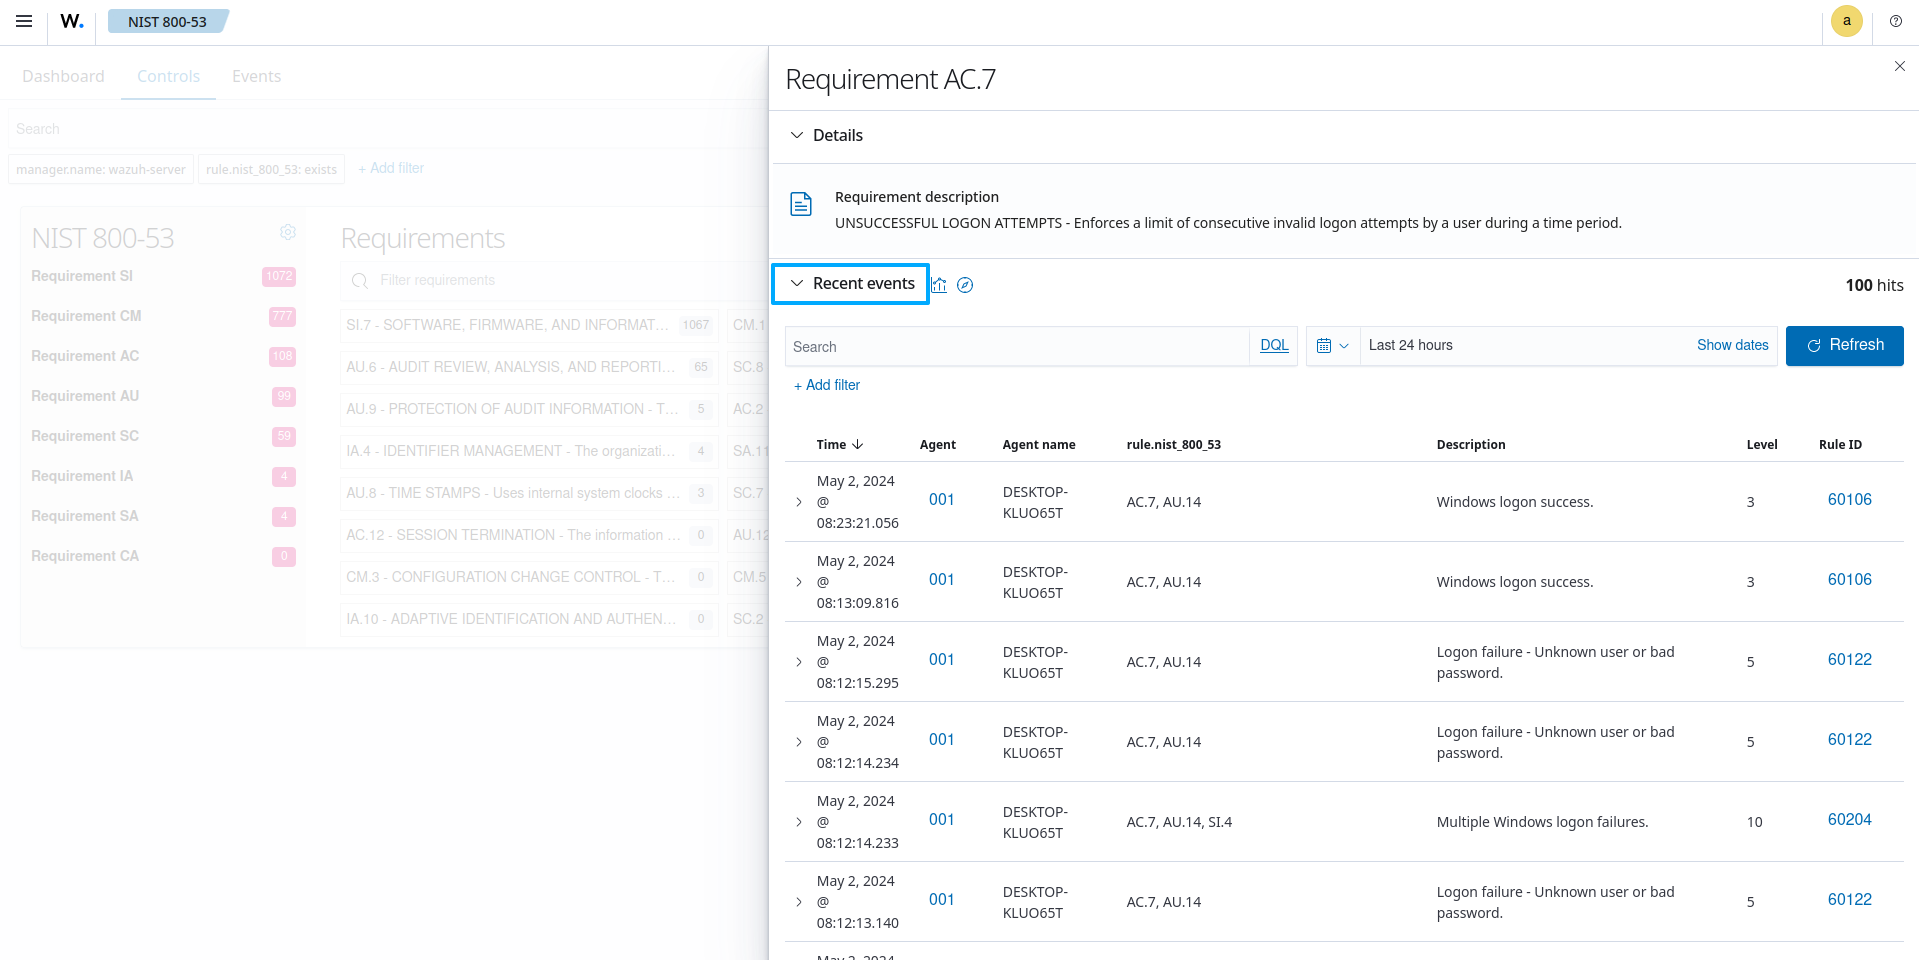 W.
NIST 800-53
a
Dashboard
Controls
Events
Search
manager.name: wazuh-server
rule.nist_800_53: exists
+ Add filter
NIST 800-53
Requirement SI 1072
Requirement CM 777
Requirement AC 108
Requirement AU 99
Requirement SC 59
Requirement IA 4
Requirement SA 4
Requirement CA 0
Requirements
Filter requirements
SI.7 - SOFTWARE, FIRMWARE, AND INFORMAT... 1067 CM.1
AU.6 - AUDIT REVIEW, ANALYSIS, AND REPORTI... 65 SC.8
AU.9 - PROTECTION OF AUDIT INFORMATION - T... 5 AC.2
IA.4 - IDENTIFIER MANAGEMENT - The organizati... 4 SA.11
AU.8 - TIME STAMPS - Uses internal system clocks ... 3 SC.7
AC.12 - SESSION TERMINATION - The information ... 0 AU.12
CM.3 - CONFIGURATION CHANGE CONTROL - T... 0 CM.5
IA.10 - ADAPTIVE IDENTIFICATION AND AUTHEN... 0 SC.2
Requirement AC.7
Details
Requirement description
UNSUCCESSFUL LOGON ATTEMPTS - Enforces a limit of consecutive invalid logon attempts by a user during a time period.
Recent events
100 hits
Search
DQL
Last 24 hours
Show dates
Refresh
+ Add filter
Time Agent Agent name rule.nist_800_53 Description Level Rule ID
May 2, 2024
@
08:23:21.056
001
DESKTOP-
KLUO65T
AC.7, AU.14
Windows logon success.
3
60106
May 2, 2024
@
08:13:09.816
001
DESKTOP-
KLUO65T
AC.7, AU.14
Windows logon success.
3
60106
May 2, 2024
@
08:12:15.295
001
DESKTOP-
KLUO65T
AC.7, AU.14
Logon failure - Unknown user or bad
password.
5
60122
May 2, 2024
@
08:12:14.234
001
DESKTOP-
KLUO65T
AC.7, AU.14
Logon failure - Unknown user or bad
password.
5
60122
May 2, 2024
@
08:12:14.233
001
DESKTOP-
KLUO65T
AC.7, AU.14, SI.4
Multiple Windows logon failures.
10
60204
May 2, 2024
@
08:12:13.140
001
DESKTOP-
KLUO65T
AC.7, AU.14
Logon failure - Unknown user or bad
password.
5
60122
May 2, 2024